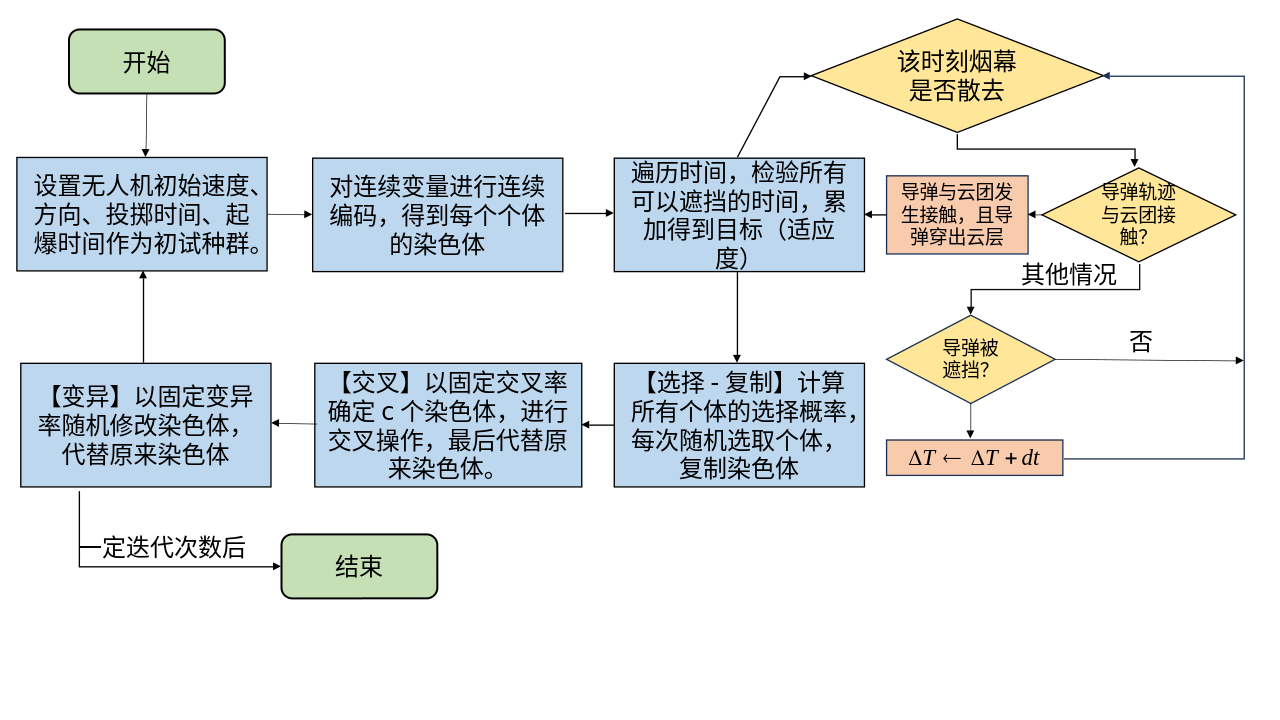 开始
该时刻烟幕
是否散去
设置无人机初始速度、
方向、投掷时间、起
爆时间作为初试种群。
对连续变量进行连续
编码，得到每个个体
的染色体
遍历时间，检验所有
可以遮挡的时间，累
加得到目标（适应
度）
导弹与云团发
生接触，且导
弹穿出云层
导弹轨迹
与云团接
触？
其他情况
导弹被
遮挡？
否
【变异】以固定变异
率随机修改染色体，
代替原来染色体
【交叉】以固定交叉率
确定 c 个染色体，进行
交叉操作，最后代替原
来染色体。
【选择 - 复制】计算
所有个体的选择概率，
每次随机选取个体，
复制染色体
ΔT ← ΔT + dt
一定迭代次数后
结束